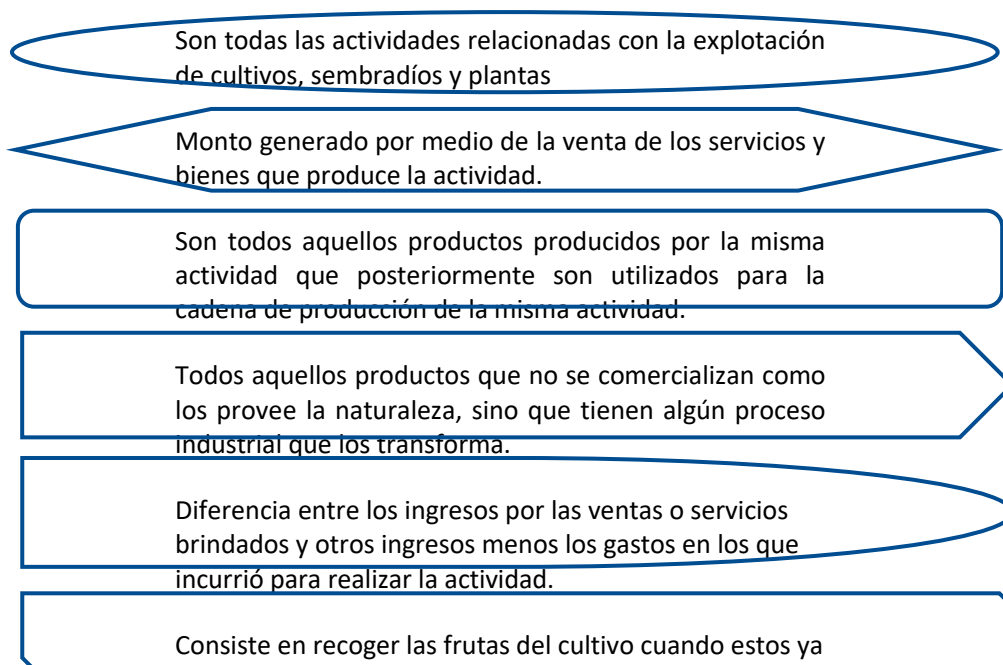 Son todas las actividades relacionadas con la explotación
de cultivos, sembradíos y plantas
Monto generado por medio de la venta de los servicios y
bienes que produce la actividad.
Son todos aquellos productos producidos por la misma
actividad que posteriormente son utilizados para la
cadena de producción de la misma actividad.
Todos aquellos productos que no se comercializan como
los provee la naturaleza, sino que tienen algún proceso
industrial que los transforma.
Diferencia entre los ingresos por las ventas o servicios
brindados y otros ingresos menos los gastos en los que
incurrió para realizar la actividad.
Consiste en recoger las frutas del cultivo cuando estos ya